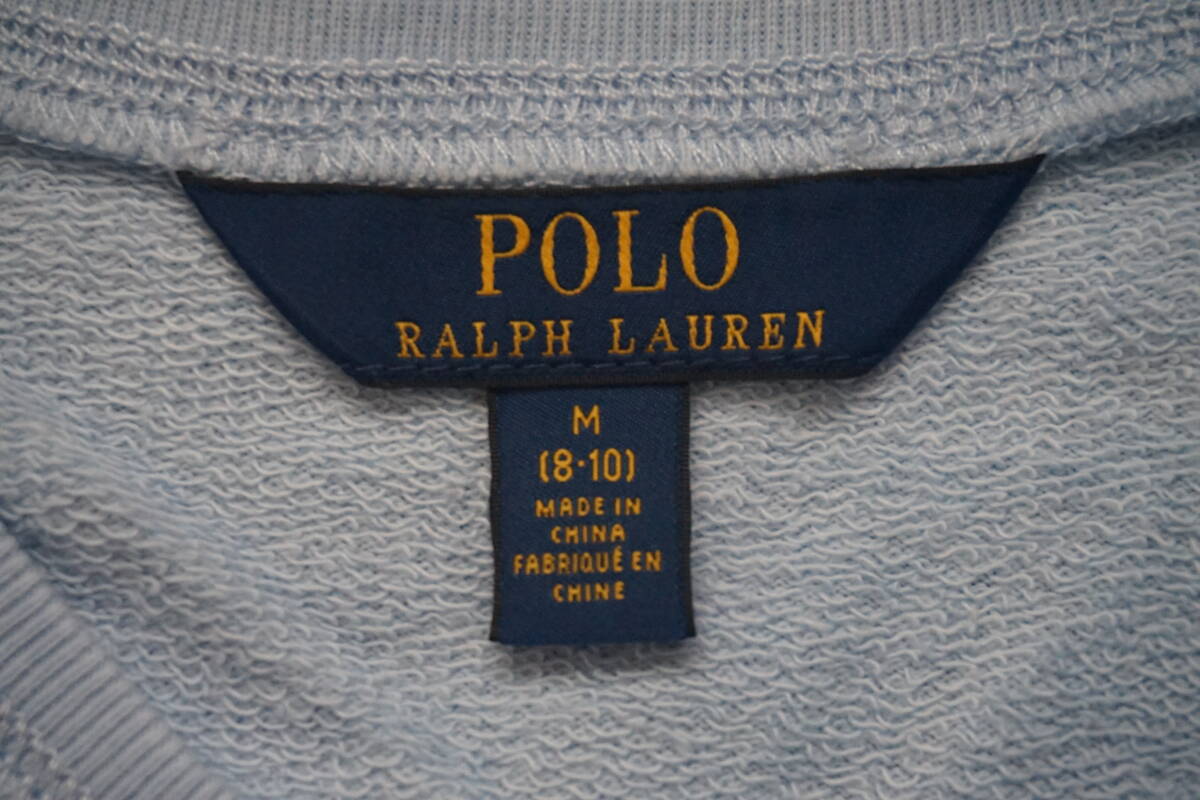 POLO
RALPH LAUREN
M
(8·10)
MADE IN
CHINA
FABRIQUÉ EN
CHINE